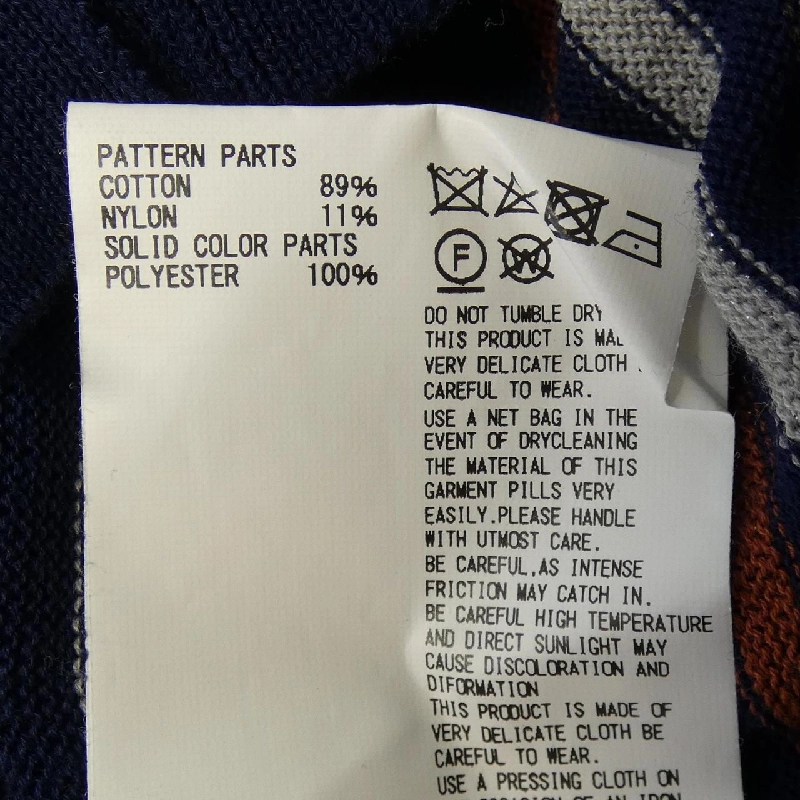 PATTERN PARTS
COTTON 89%
NYLON 11%
SOLID COLOR PARTS
POLYESTER 100%
F W
DO NOT TUMBLE DRY
THIS PRODUCT IS
VERY DELICATE CLOTH
CAREFUL TO WEAR.
USE A NET BAG IN THE
EVENT OF DRYCLEANING
THE MATERIAL OF THIS
GARMENT PILLS VERY
EASILY.PLEASE HANDLE
WITH UTMOST CARE.
BE CAREFUL,AS INTENSE
FRICTION MAY CATCH IN.
BE CAREFUL HIGH TEMPERATURE
AND DIRECT SUNLIGHT MAY
CAUSE DISCOLORATION AND
DIFORMATION
THIS PRODUCT IS MADE OF
VERY DELICATE CLOTH BE
CAREFUL TO WEAR.
USE A PRESSING CLOTH ON
OF AN IRON